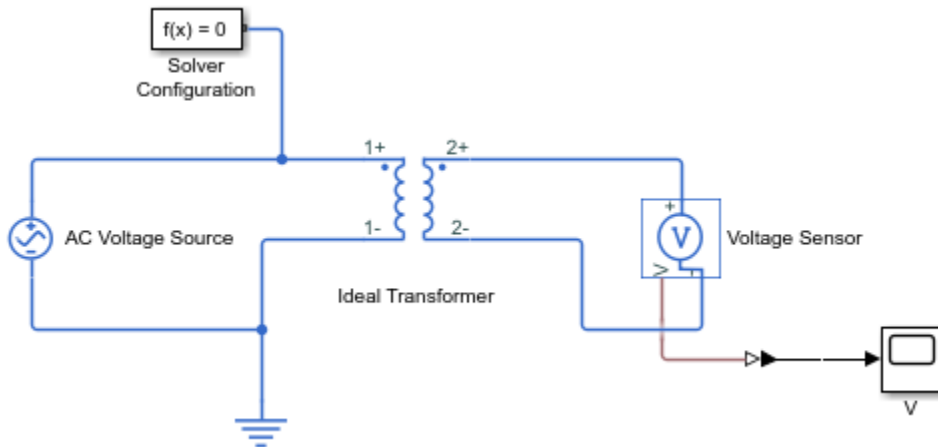 f(x) = 0
Solver
Configuration
1+
2+
+
AC Voltage Source
V
Voltage Sensor
1-
2-
V
-
Ideal Transformer
V